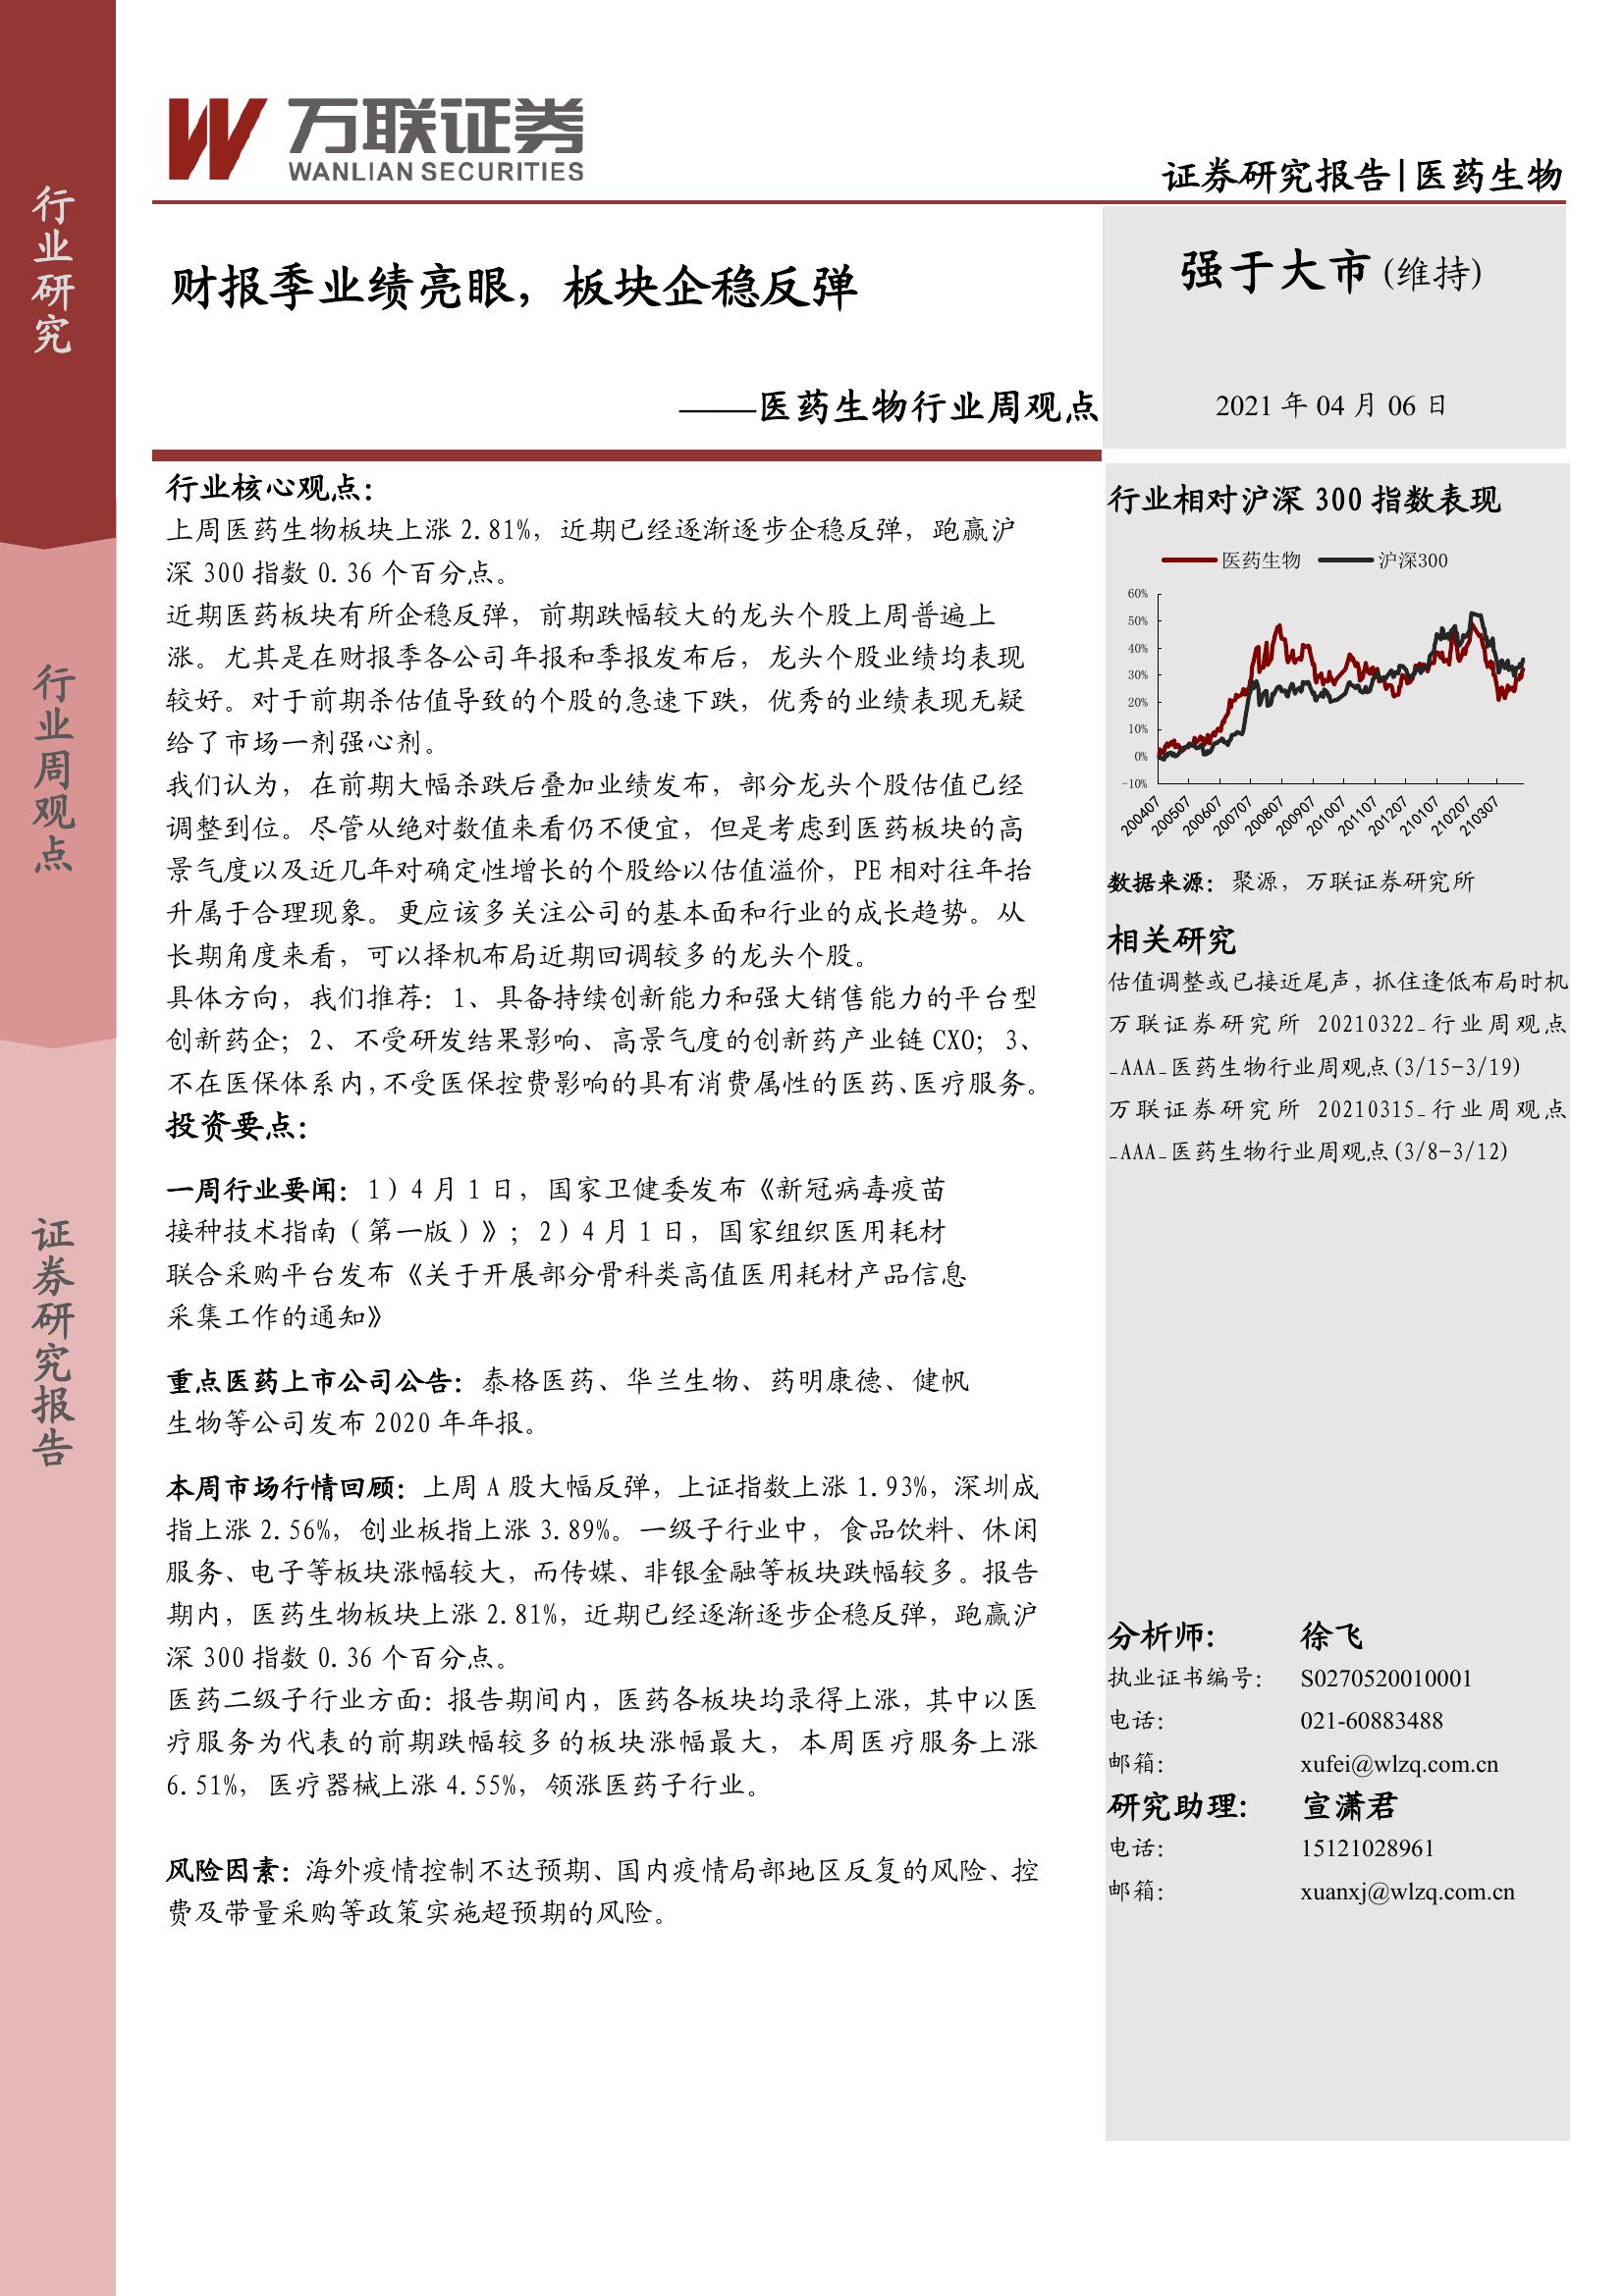 行业研究
行业周观点
证券研究报告
万联证券
WANLIAN SECURITIES
证券研究报告|医药生物
财报季业绩亮眼，板块企稳反弹
强于大市(维持)
——医药生物行业周观点
2021 年 04 月 06 日
行业核心观点：
上周医药生物板块上涨 2.81%，近期已经逐渐逐步企稳反弹，跑赢沪
深 300 指数 0.36 个百分点。
近期医药板块有所企稳反弹，前期跌幅较大的龙头个股上周普遍上
涨。尤其是在财报季各公司年报和季报发布后，龙头个股业绩均表现
较好。对于前期杀估值导致的个股的急速下跌，优秀的业绩表现无疑
给了市场一剂强心剂。
我们认为，在前期大幅杀跌后叠加业绩发布，部分龙头个股估值已经
调整到位。尽管从绝对数值来看仍不便宜，但是考虑到医药板块的高
景气度以及近几年对确定性增长的个股给以估值溢价，PE 相对往年抬
升属于合理现象。更应该多关注公司的基本面和行业的成长趋势。从
长期角度来看，可以择机布局近期回调较多的龙头个股。
具体方向，我们推荐：1、具备持续创新能力和强大销售能力的平台型
创新药企；2、不受研发结果影响、高景气度的创新药产业链 CXO；3、
不在医保体系内,不受医保控费影响的具有消费属性的医药、医疗服务。
投资要点：
一周行业要闻：1）4 月 1 日，国家卫健委发布《新冠病毒疫苗
接种技术指南（第一版）》；2）4 月 1 日，国家组织医用耗材
联合采购平台发布《关于开展部分骨科类高值医用耗材产品信息
采集工作的通知》
重点医药上市公司公告：泰格医药、华兰生物、药明康德、健帆
生物等公司发布 2020 年年报。
本周市场行情回顾：上周 A 股大幅反弹，上证指数上涨 1.93%，深圳成
指上涨 2.56%，创业板指上涨 3.89%。一级子行业中，食品饮料、休闲
服务、电子等板块涨幅较大，而传媒、非银金融等板块跌幅较多。报告
期内，医药生物板块上涨 2.81%，近期已经逐渐逐步企稳反弹，跑赢沪
深 300 指数 0.36 个百分点。
医药二级子行业方面：报告期间内，医药各板块均录得上涨，其中以医
疗服务为代表的前期跌幅较多的板块涨幅最大，本周医疗服务上涨
6.51%，医疗器械上涨 4.55%，领涨医药子行业。
风险因素：海外疫情控制不达预期、国内疫情局部地区反复的风险、控
费及带量采购等政策实施超预期的风险。
行业相对沪深 300 指数表现
医药生物 沪深300
60%
50%
40%
30%
20%
10%
0%
-10%
200407 200507 200607 200707 200807 200907 201007 201107 201207 210107 210207 210307
数据来源：聚源，万联证券研究所
相关研究
估值调整或已接近尾声，抓住逢低布局时机
万联证券研究所 20210322_行业周观点
_AAA_医药生物行业周观点(3/15-3/19)
万联证券研究所 20210315_行业周观点
_AAA_医药生物行业周观点(3/8-3/12)
分析师: 徐飞
执业证书编号: S0270520010001
电话: 021-60883488
邮箱: xufei@wlzq.com.cn
研究助理: 宣潇君
电话: 15121028961
邮箱: xuanxj@wlzq.com.cn